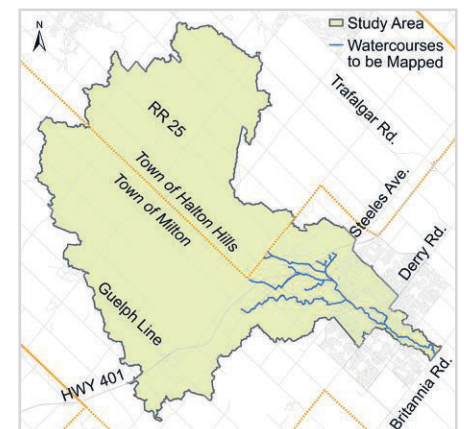 N
Study Area
Watercourses
to be Mapped
Trafalgar Rd.
RR 25
Town of Halton Hills
Town of Milton
Steeles Ave.
Derry Rd.
Guelph Line
HWY 401
Britannia Rd.